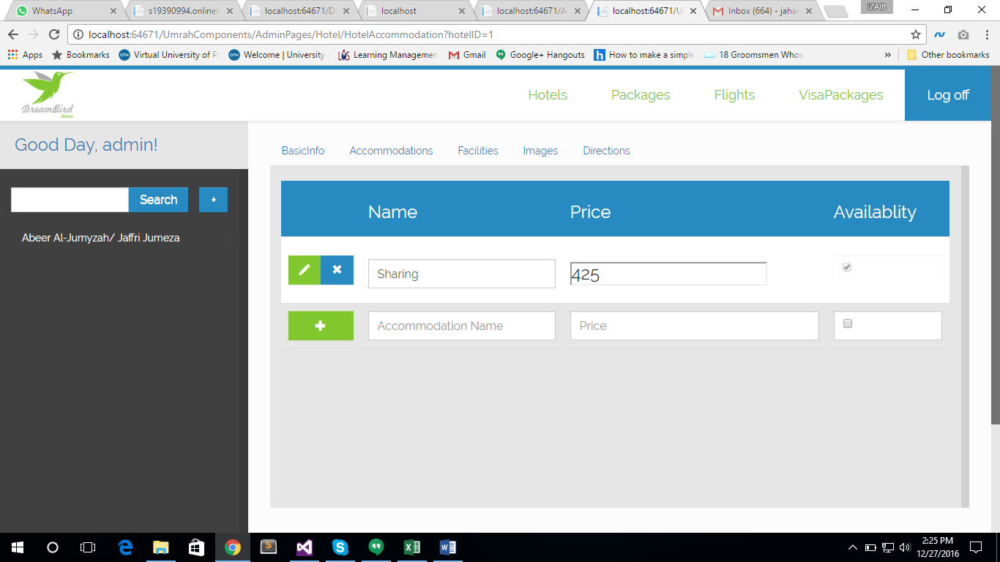 iZAIB
WhatsApp
s19390994.onlineh
localhost:64671/D
localhost
localhost:64671/A
localhost:64671/U
Inbox (664) - jahan
localhost:64671/UmrahComponents/AdminPages/Hotel/HotelAccommodation?hotelID=1
Apps
Bookmarks
Virtual University of P
Welcome | University
Learning Managemen
Gmail
Google+ Hangouts
How to make a simple
18 Groomsmen Whos
»
Other bookmarks
DreamBird
Admin
Hotels
Packages
Flights
VisaPackages
Log off
Good Day, admin!
BasicInfo
Accommodations
Facilities
Images
Directions
Search
+
Abeer Al-Jumyzah/ Jaffri Jumeza
Name
Price
Availablity
Sharing
425
Accommodation Name
Price
2:25 PM
12/27/2016